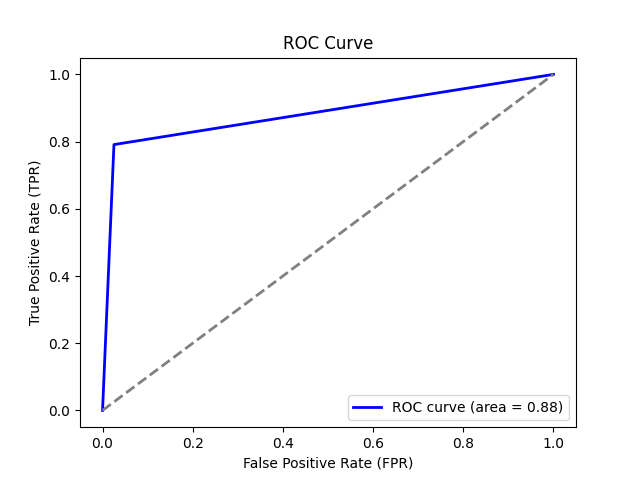 ROC Curve
True Positive Rate (TPR)
1.0
0.8
0.6
0.4
0.2
0.0
ROC curve (area = 0.88)
0.0 0.2 0.4 0.6 0.8 1.0
False Positive Rate (FPR)